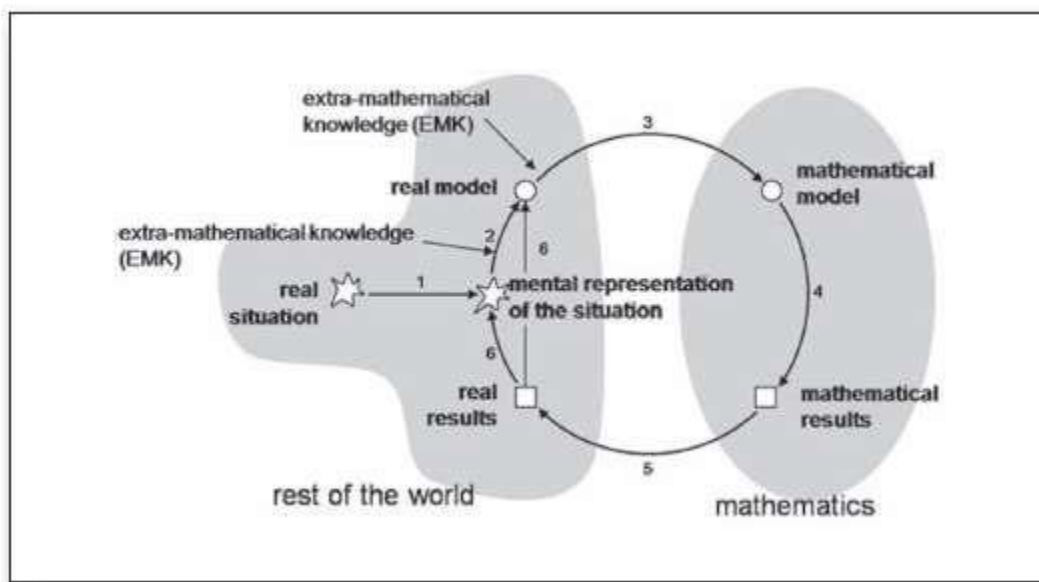 extra-mathematical
knowledge (EMK)
3
real model
mathematical
model
extra-mathematical knowledge
(EMK)
2
6
1
real
situation
mental representation
of the situation
4
6
real
results
mathematical
results
5
rest of the world
mathematics